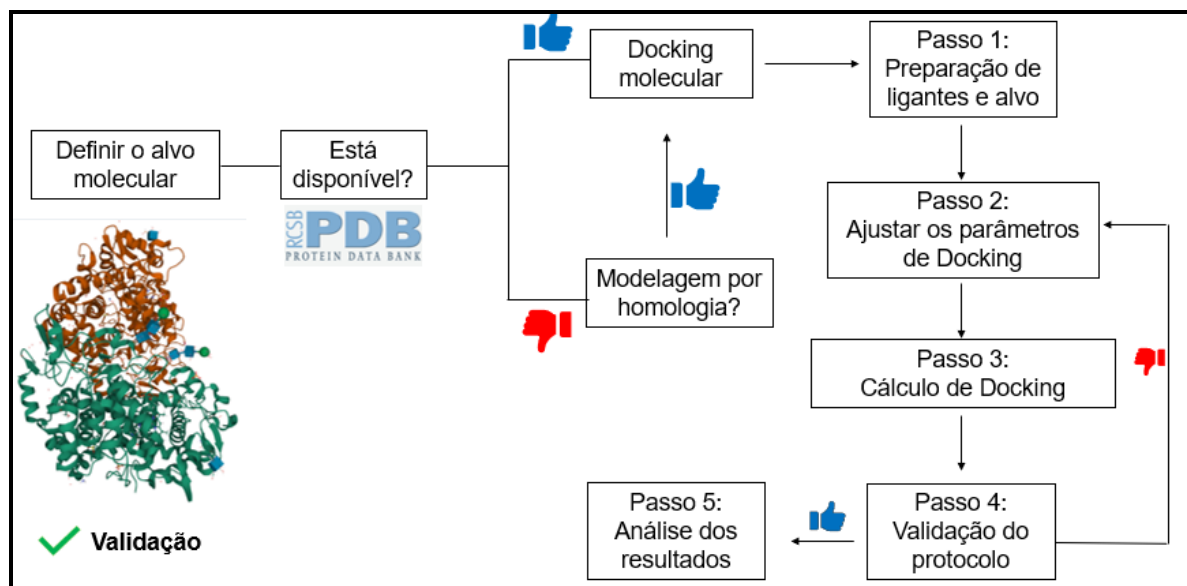 Definir o alvo
molecular
Está
disponível?
RCSB
PDB
PROTEIN DATA BANK
Docking
molecular
Modelagem por
homologia?
Passo 1:
Preparação de
ligantes e alvo
Passo 2:
Ajustar os parâmetros
de Docking
Passo 3:
Cálculo de Docking
Passo 4:
Validação do
protocolo
Passo 5:
Análise dos
resultados
Validação